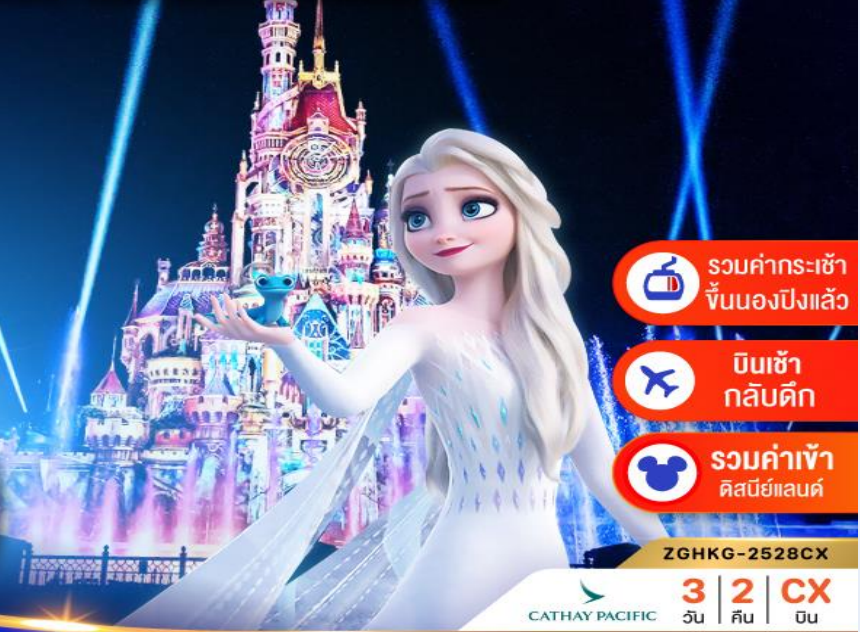 รวมค่ากระเช้า
ขึ้นนองปิงแล้ว
บินเช้า
กลับดึก
รวมค่าเข้า
ดิสนีย์แลนด์
ZGHKG-2528CX
CATHAY PACIFIC
3 วัน | 2 คืน | CX บิน